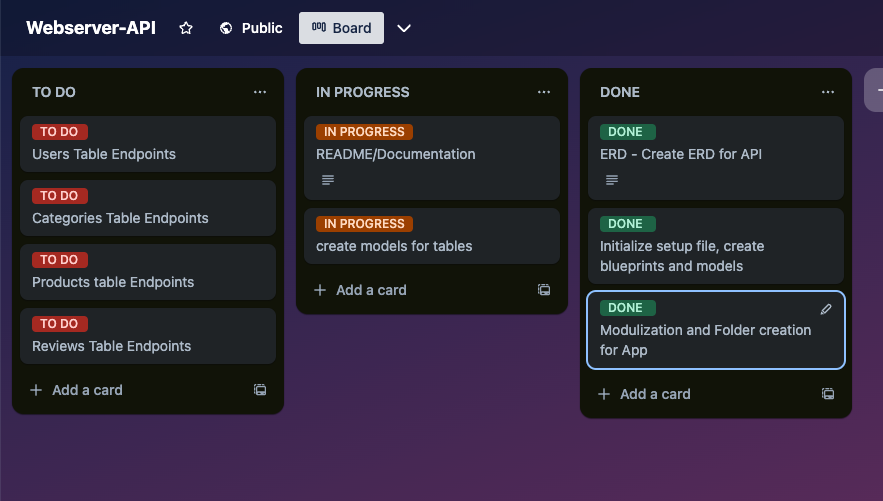 Webserver-API
Public
Board
TO DO
TO DO
Users Table Endpoints
TO DO
Categories Table Endpoints
TO DO
Products table Endpoints
TO DO
Reviews Table Endpoints
Add a card
IN PROGRESS
IN PROGRESS
README/Documentation
IN PROGRESS
create models for tables
Add a card
DONE
DONE
ERD - Create ERD for API
DONE
Initialize setup file, create
blueprints and models
DONE
Modulization and Folder creation
for App
Add a card